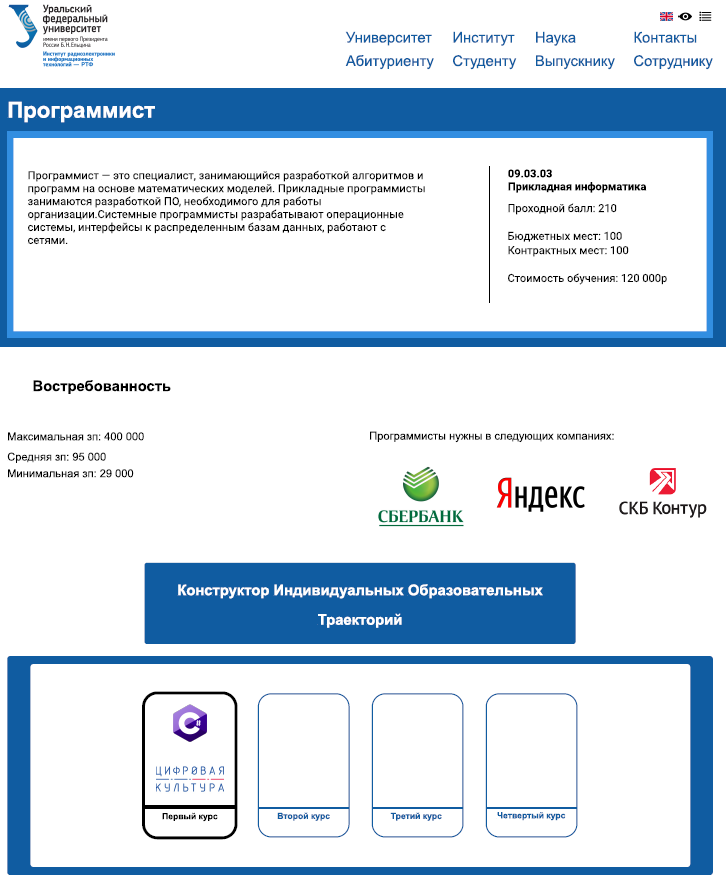 Уральский
федеральный
университет
имени первого Президента
России Б.Н.Ельцина
Институт радиоэлектроники
и информационных
технологий — РТФ
Университет Институт Наука Контакты
Абитуриенту Студенту Выпускнику Сотруднику
Программист
Программист — это специалист, занимающийся разработкой алгоритмов и
программ на основе математических моделей. Прикладные программисты
занимаются разработкой ПО, необходимого для работы
организации.Системные программисты разрабатывают операционные
системы, интерфейсы к распределенным базам данных, работают с
сетями.
09.03.03
Прикладная информатика
Проходной балл: 210
Бюджетных мест: 100
Контрактных мест: 100
Стоимость обучения: 120 000р
Востребованность
Максимальная зп: 400 000
Средняя зп: 95 000
Минимальная зп: 29 000
Программисты нужны в следующих компаниях:
СБЕРБАНК
Яндекс
СКБ Контур
Конструктор Индивидуальных Образовательных
Траекторий
C#
ЦИФРОВАЯ
КУЛЬТУРА
Первый курс
Второй курс
Третий курс
Четвертый курс